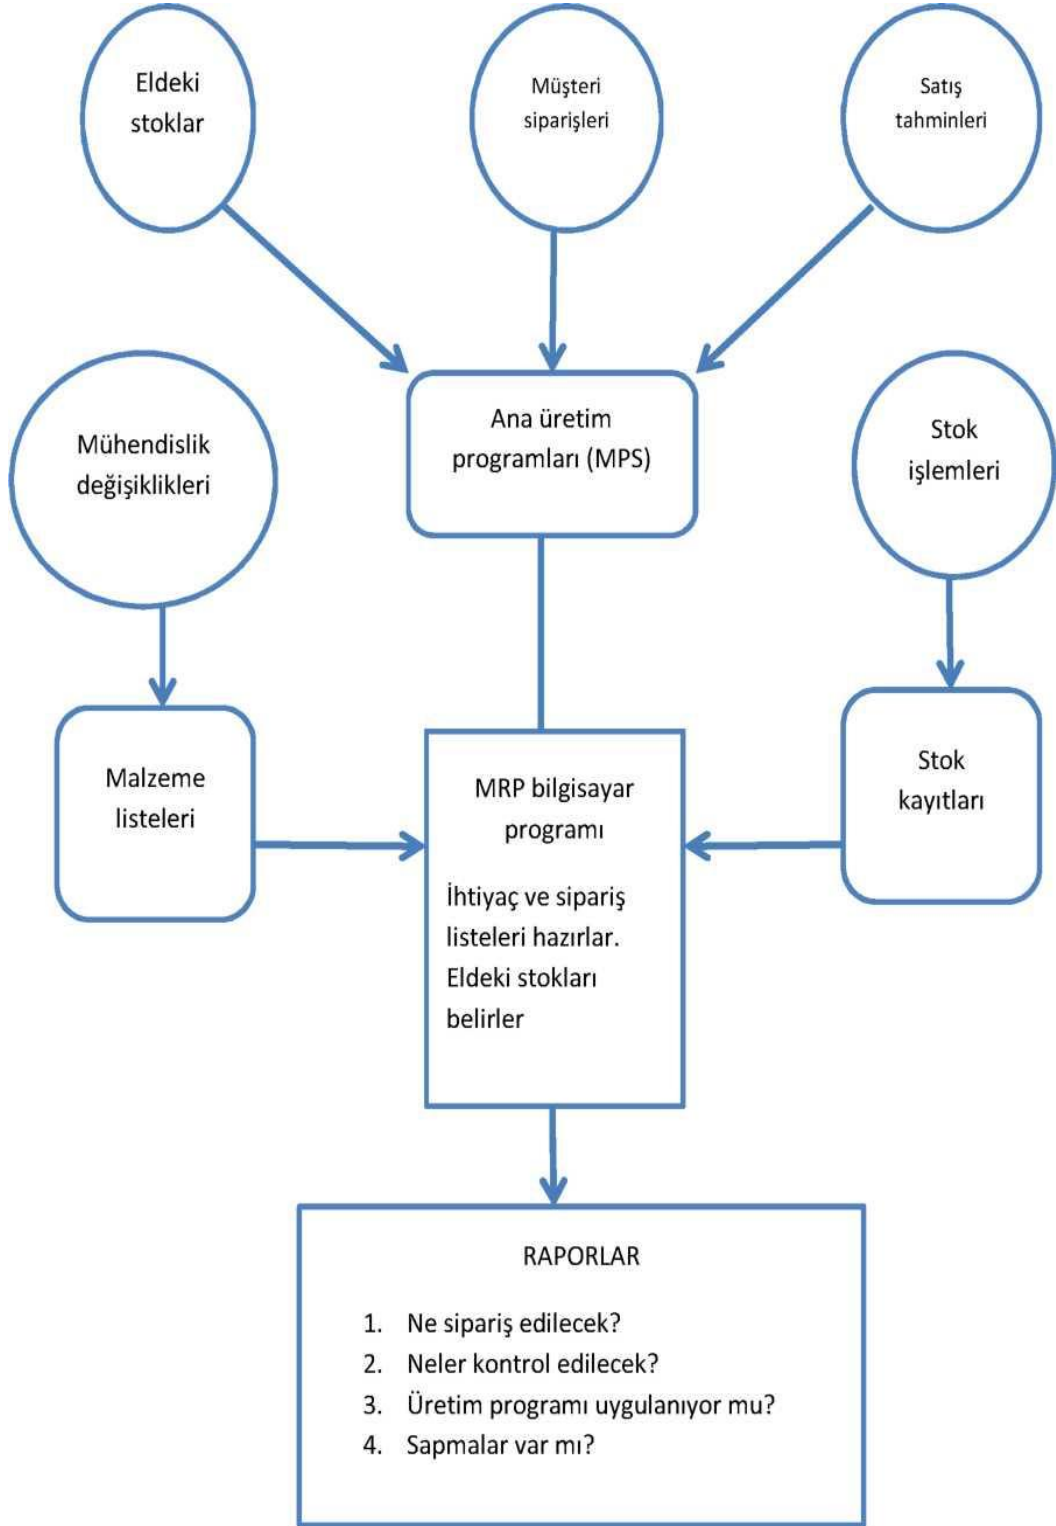 Eldeki
stoklar
Müşteri
siparişleri
Satış
tahminleri
Mühendislik
değişiklikleri
Ana üretim
programları (MPS)
Stok
işlemleri
Malzeme
listeleri
MRP bilgisayar
programı
İhtiyaç ve sipariş
listeleri hazırlar.
Eldeki stokları
belirler
Stok
kayıtları
RAPORLAR
1. Ne sipariş edilecek?
2. Neler kontrol edilecek?
3. Üretim programı uygulanıyor mu?
4. Sapmalar var mı?